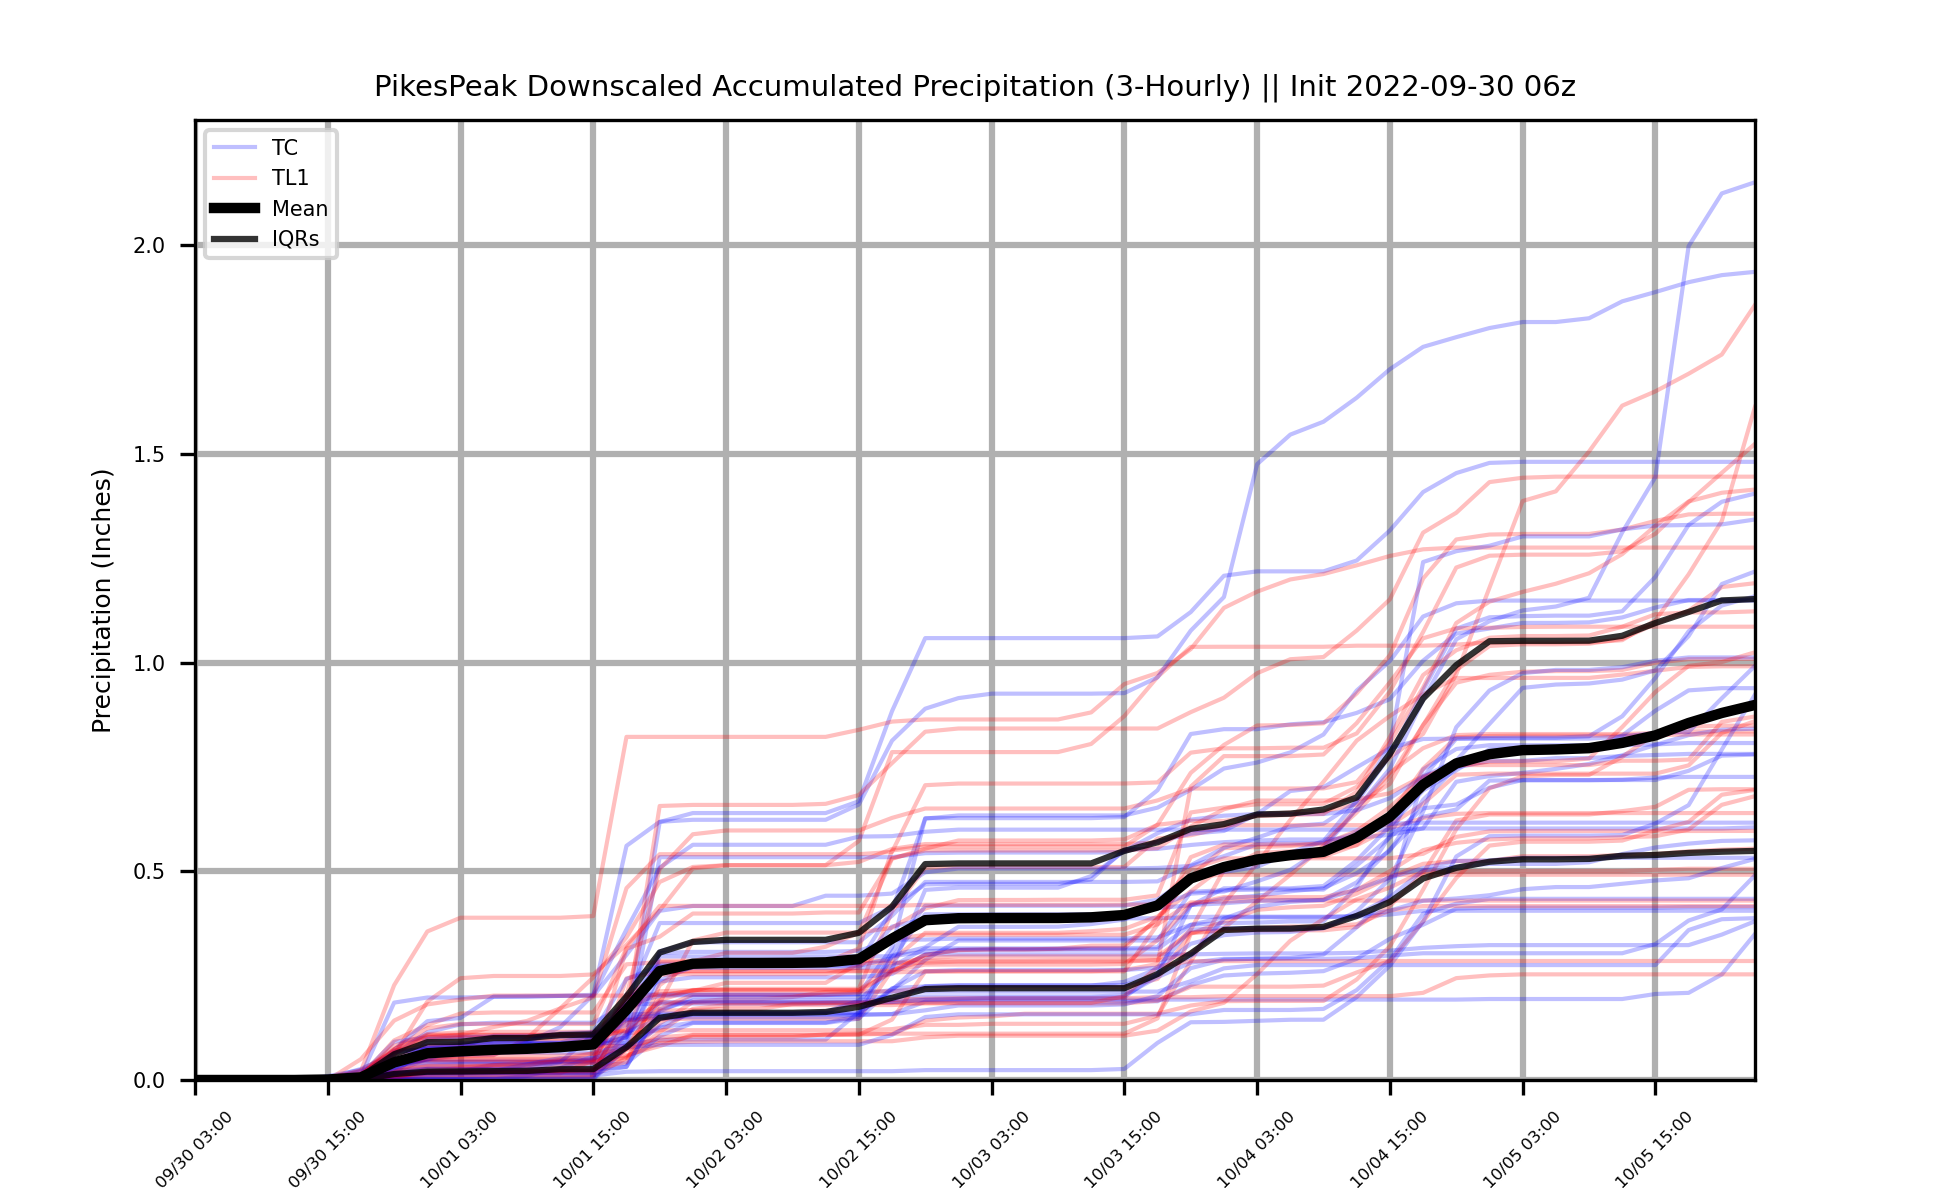 PikesPeak Downscaled Accumulated Precipitation (3-Hourly) || Init 2022-09-30 06z
TC
TL1
Mean
IQRs
Precipitation (Inches)
2.0
1.5
1.0
0.5
0.0
09/30 03:00
09/30 15:00
10/01 03:00
10/01 15:00
10/02 03:00
10/02 15:00
10/03 03:00
10/03 15:00
10/04 03:00
10/04 15:00
10/05 03:00
10/05 15:00